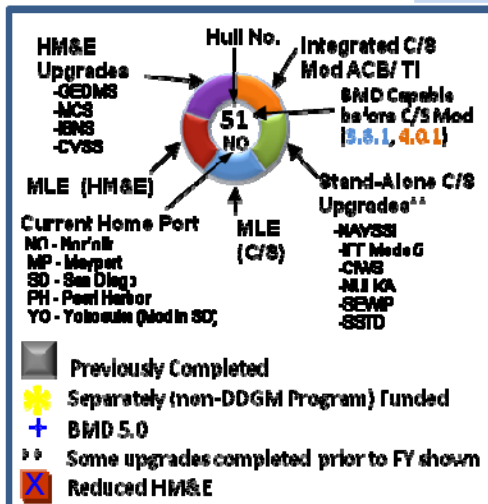 HM&E
Upgrades
-GEDMS
-MCS
-IBNS
-CVSS
Hull No.
Integrated C/S
Mod ACB/ TI
BMD Capable
before C/S Mod
(3.6.1, 4.0.1)
51
NO
MLE (HM&E)
MLE
(C/S)
Stand-Alone C/S
Upgrades**
-NAVSSI
-IFF Mode 5
-CIWS
-NULKA
-SEWIP
-SSTD
Current Home Port
NO - Norfolk
MP - Mayport
SD - San Diego
PH - Pearl Harbor
YO - Yokosuka (Mod in SD)
Previously Completed
Separately (non-DDGM Program) Funded
+ BMD 5.0
** Some upgrades completed prior to FY shown
X Reduced HM&E